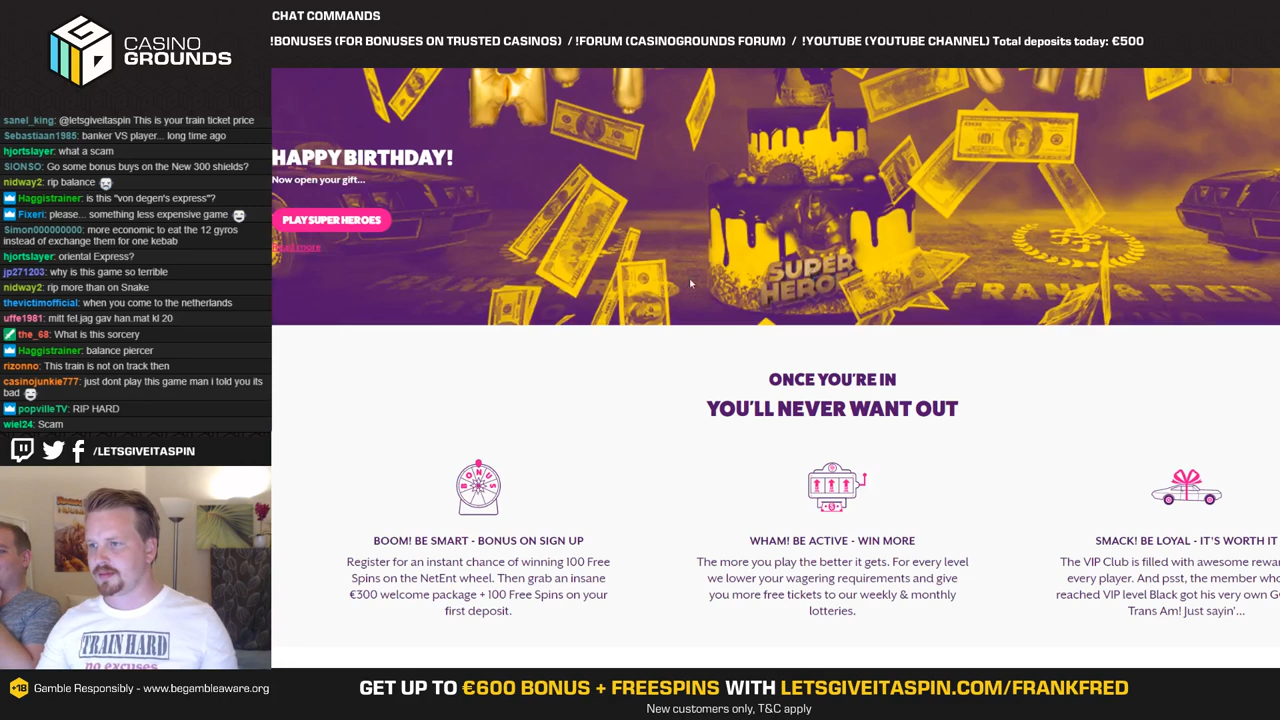 CASINO
GROUNDS
CHAT COMMANDS
!BONUSES (FOR BONUSES ON TRUSTED CASINOS) / !FORUM (CASINOGROUNDS FORUM) / !YOUTUBE (YOUTUBE CHANNEL) Total deposits today: €500
sanel_king: @letsgiveitaspin This is your train ticket price
Sebastiaan1985: banker VS player... long time ago
hjortslayer: what a scam
SIONSO: Go some bonus buys on the New 300 shields?
nidway2: rip balance
Haggistrainer: is this "von degen's express"?
Fixeri: please... something less expensive game
Simon000000000: more economic to eat the 12 gyros
instead of exchange them for one kebab
hjortslayer: oriental Express?
jp271203: why is this game so terrible
nidway2: rip more than on Snake
thevictimofficial: when you come to the netherlands
uffe1981: mitt fel.jag gav han.mat kl 20
the_68: What is this sorcery
Haggistrainer: balance piercer
rizonno: This train is not on track then
casinojunkie777: just dont play this game man i told you its
bad
popvilleTV: RIP HARD
wiel24: Scam
/LETSGIVEITASPIN
TRAIN HARD
no excuses
HAPPY BIRTHDAY!
Now open your gift...
PLAY SUPER HEROES
SUPER
HEROES
FRANK & FRED
ONCE YOU'RE IN
YOU'LL NEVER WANT OUT
BONUS
BOOM! BE SMART - BONUS ON SIGN UP
Register for an instant chance of winning 100 Free
Spins on the NetEnt wheel. Then grab an insane
€300 welcome package + 100 Free Spins on your
first deposit.
WHAM! BE ACTIVE - WIN MORE
The more you play the better it gets. For every level
we lower your wagering requirements and give
you more free tickets to our weekly & monthly
lotteries.
SMACK! BE LOYAL - IT'S WORTH IT
The VIP Club is filled with awesome rewa
every player. And psst, the member who
reached VIP level Black got his very own G
Trans Am! Just sayin'...
+18 Gamble Responsibly - www.begambleaware.org
GET UP TO €600 BONUS + FREESPINS WITH LETSGIVEITASPIN.COM/FRANKFRED
New customers only, T&C apply